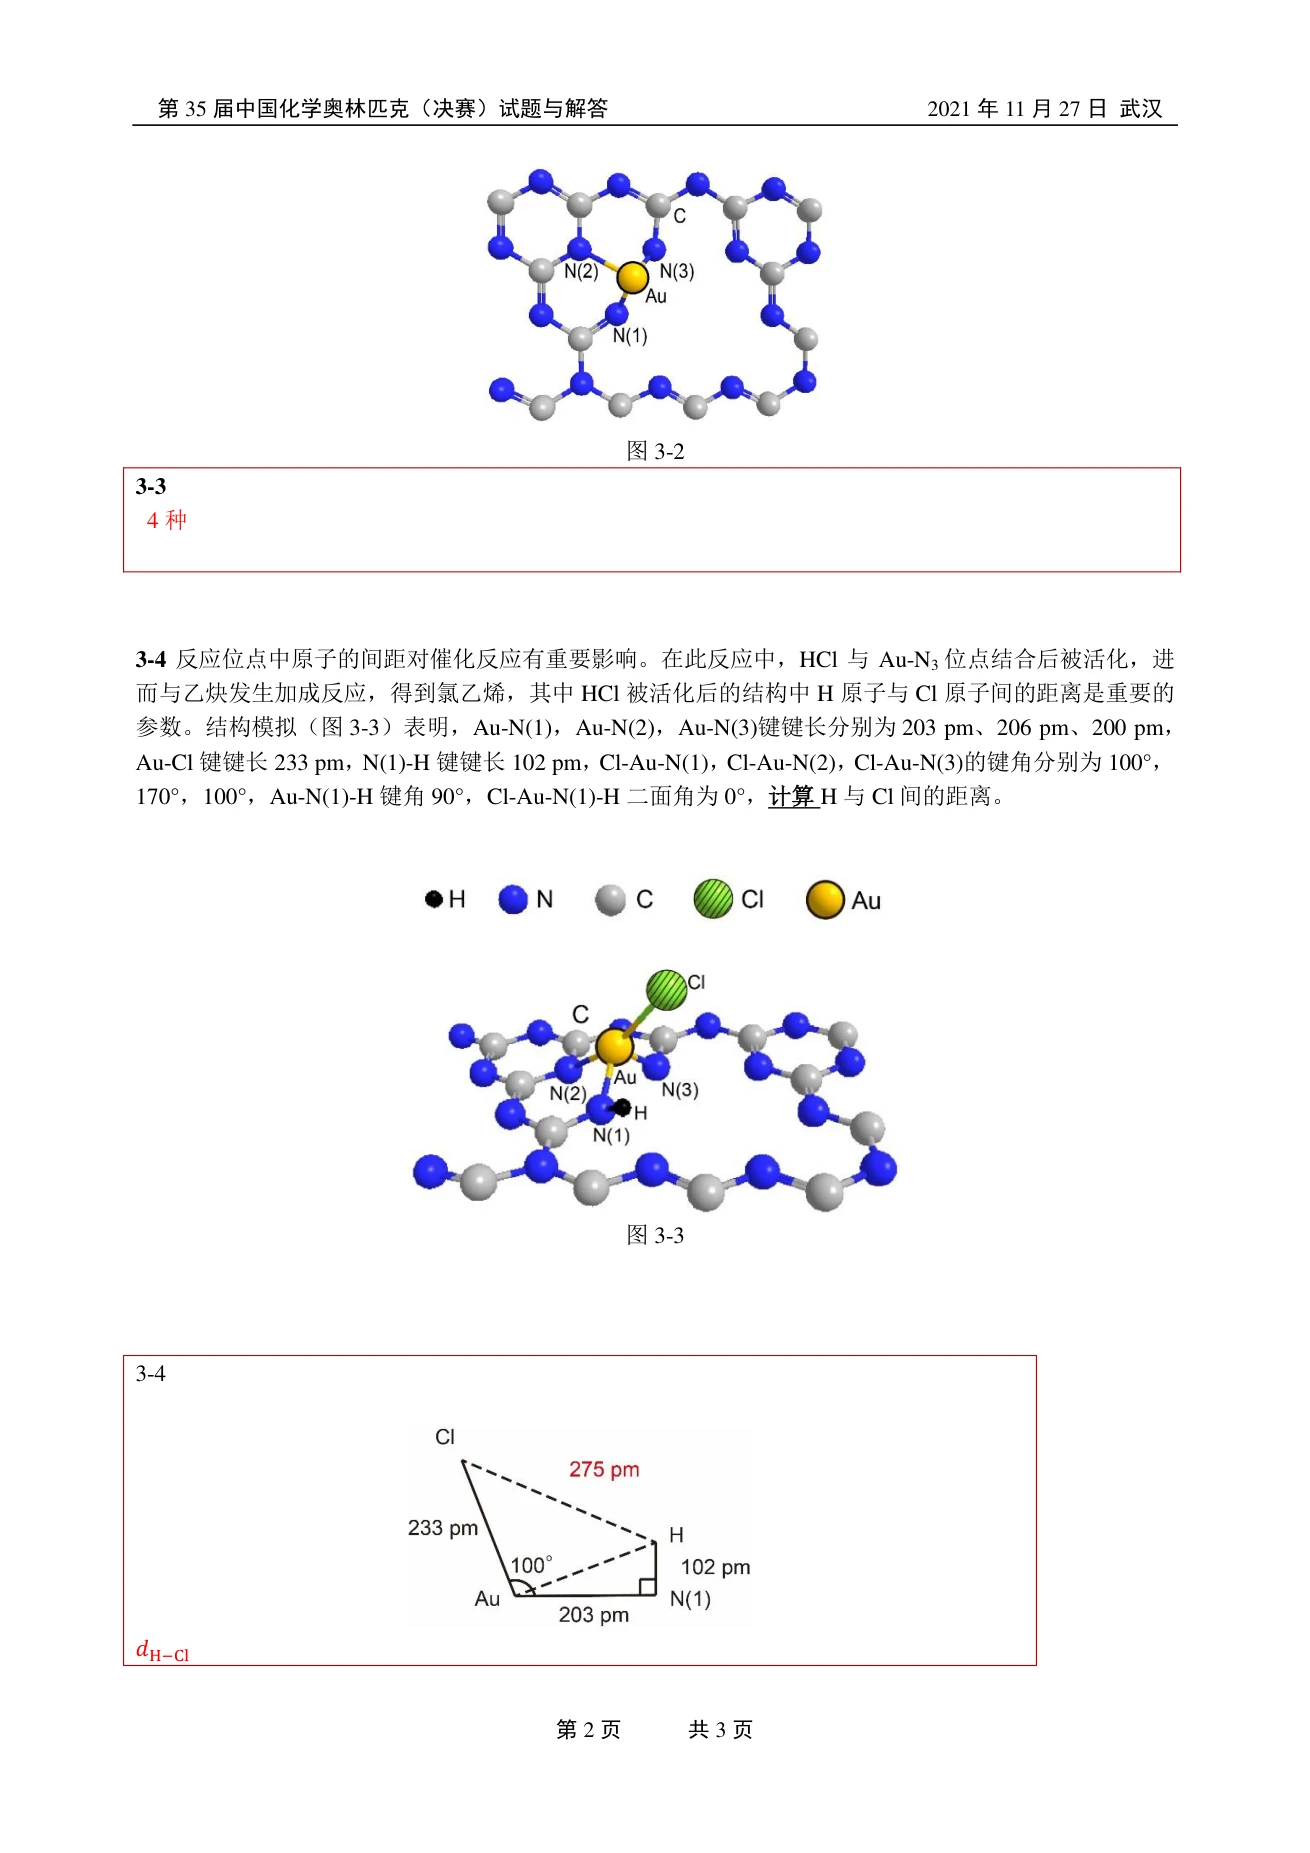 第 35 届中国化学奥林匹克（决赛）试题与解答 2021 年 11 月 27 日 武汉
C
N(2)
N(3)
Au
N(1)
图 3-2
3-3
4 种
3-4 反应位点中原子的间距对催化反应有重要影响。在此反应中，HCl 与 Au-N₃ 位点结合后被活化，进
而与乙炔发生加成反应，得到氯乙烯，其中 HCl 被活化后的结构中 H 原子与 Cl 原子间的距离是重要的
参数。结构模拟（图 3-3）表明，Au-N(1)，Au-N(2)，Au-N(3)键键长分别为 203 pm、206 pm、200 pm，
Au-Cl 键键长 233 pm，N(1)-H 键键长 102 pm，Cl-Au-N(1)，Cl-Au-N(2)，Cl-Au-N(3)的键角分别为 100°，
170°，100°，Au-N(1)-H 键角 90°，Cl-Au-N(1)-H 二面角为 0°，计算 H 与 Cl 间的距离。
H N C Cl Au
Cl
C
Au
N(2)
N(3)
H
N(1)
图 3-3
3-4
Cl
275 pm
233 pm
H
100°
102 pm
Au
N(1)
203 pm
d_{H−Cl}
第 2 页 共 3 页